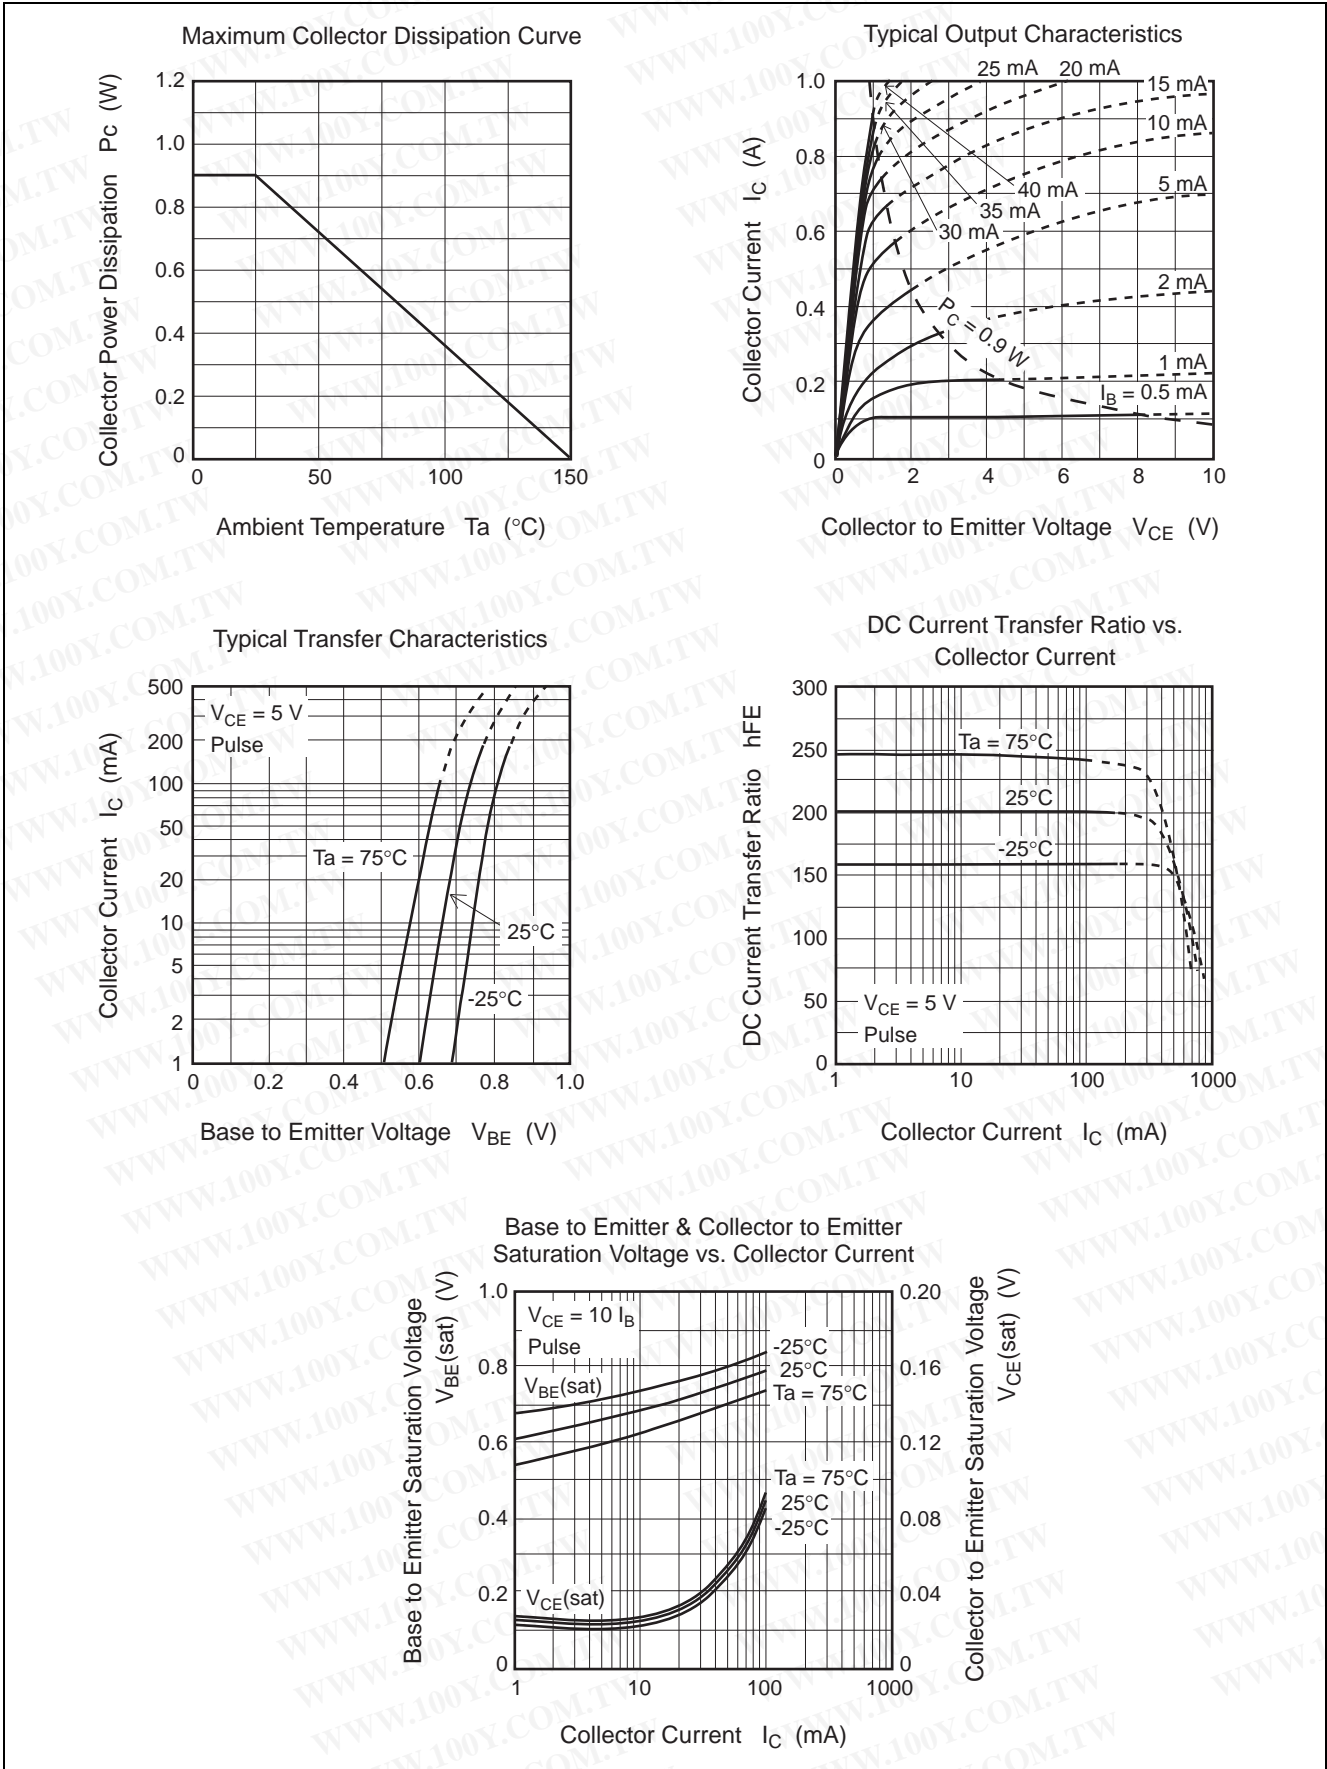 Maximum Collector Dissipation Curve
Collector Power Dissipation Pc (W)
1.2
1.0
0.8
0.6
0.4
0.2
0
0 50 100 150
Ambient Temperature Ta (°C)
Typical Output Characteristics
Collector Current IC (A)
1.0
0.8
0.6
0.4
0.2
0
25 mA 20 mA
15 mA
10 mA
5 mA
40 mA
35 mA
30 mA
2 mA
PC = 0.9 W
1 mA
IB = 0.5 mA
0 2 4 6 8 10
Collector to Emitter Voltage VCE (V)
Typical Transfer Characteristics
Collector Current IC (mA)
500
200
100
50
20
10
5
2
1
VCE = 5 V
Pulse
Ta = 75°C
25°C
-25°C
0 0.2 0.4 0.6 0.8 1.0
Base to Emitter Voltage VBE (V)
DC Current Transfer Ratio vs.
Collector Current
DC Current Transfer Ratio hFE
300
250
200
150
100
50
0
Ta = 75°C
25°C
-25°C
VCE = 5 V
Pulse
1 10 100 1000
Collector Current IC (mA)
Base to Emitter & Collector to Emitter
Saturation Voltage vs. Collector Current
Base to Emitter Saturation Voltage
VBE(sat) (V)
1.0
0.8
0.6
0.4
0.2
0
VCE = 10 IB
Pulse
VBE(sat)
-25°C
25°C
Ta = 75°C
Ta = 75°C
25°C
-25°C
VCE(sat)
0.20
0.16
0.12
0.08
0.04
0
Collector to Emitter Saturation Voltage
VCE(sat) (V)
1 10 100 1000
Collector Current IC (mA)
WWW.100Y.COM.TW